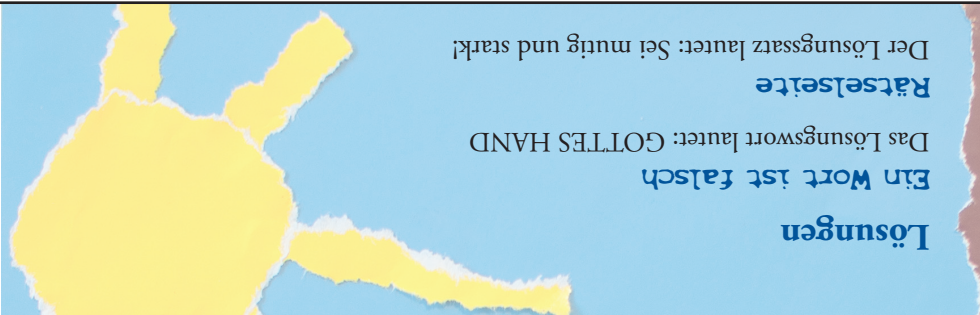 Lösungen
Ein Wort ist falsch
Das Lösungswort lautet: GOTTES HAND
Rätselseite
Der Lösungssatz lautet: Sei mutig und stark!